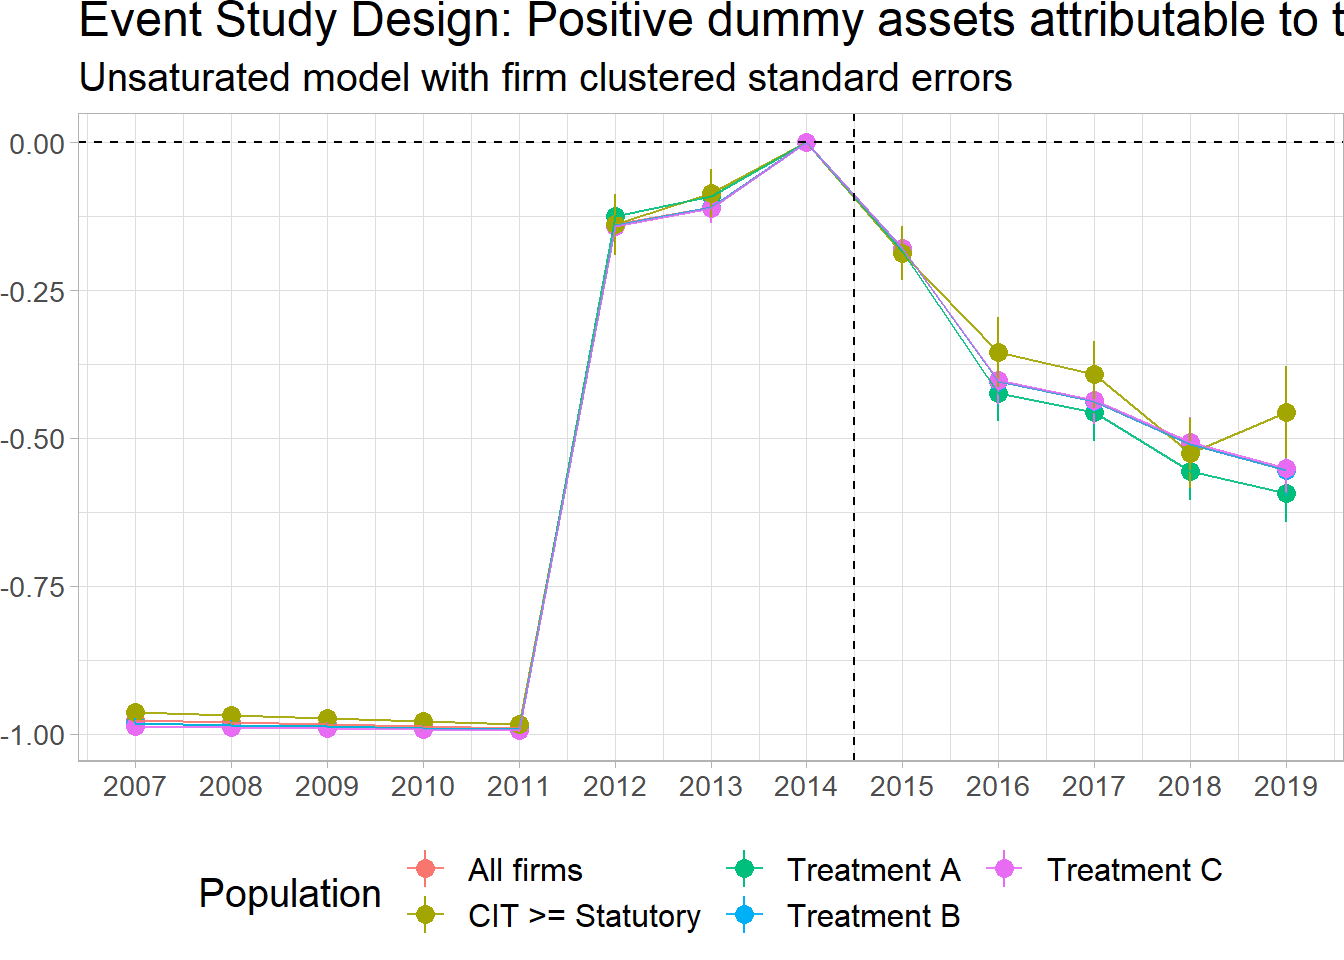 Event Study Design: Positive dummy assets attributable to t
Unsaturated model with firm clustered standard errors
0.00
-0.25
-0.50
-0.75
-1.00
2007 2008 2009 2010 2011 2012 2013 2014 2015 2016 2017 2018 2019
Population
All firms
CIT >= Statutory
Treatment A
Treatment B
Treatment C